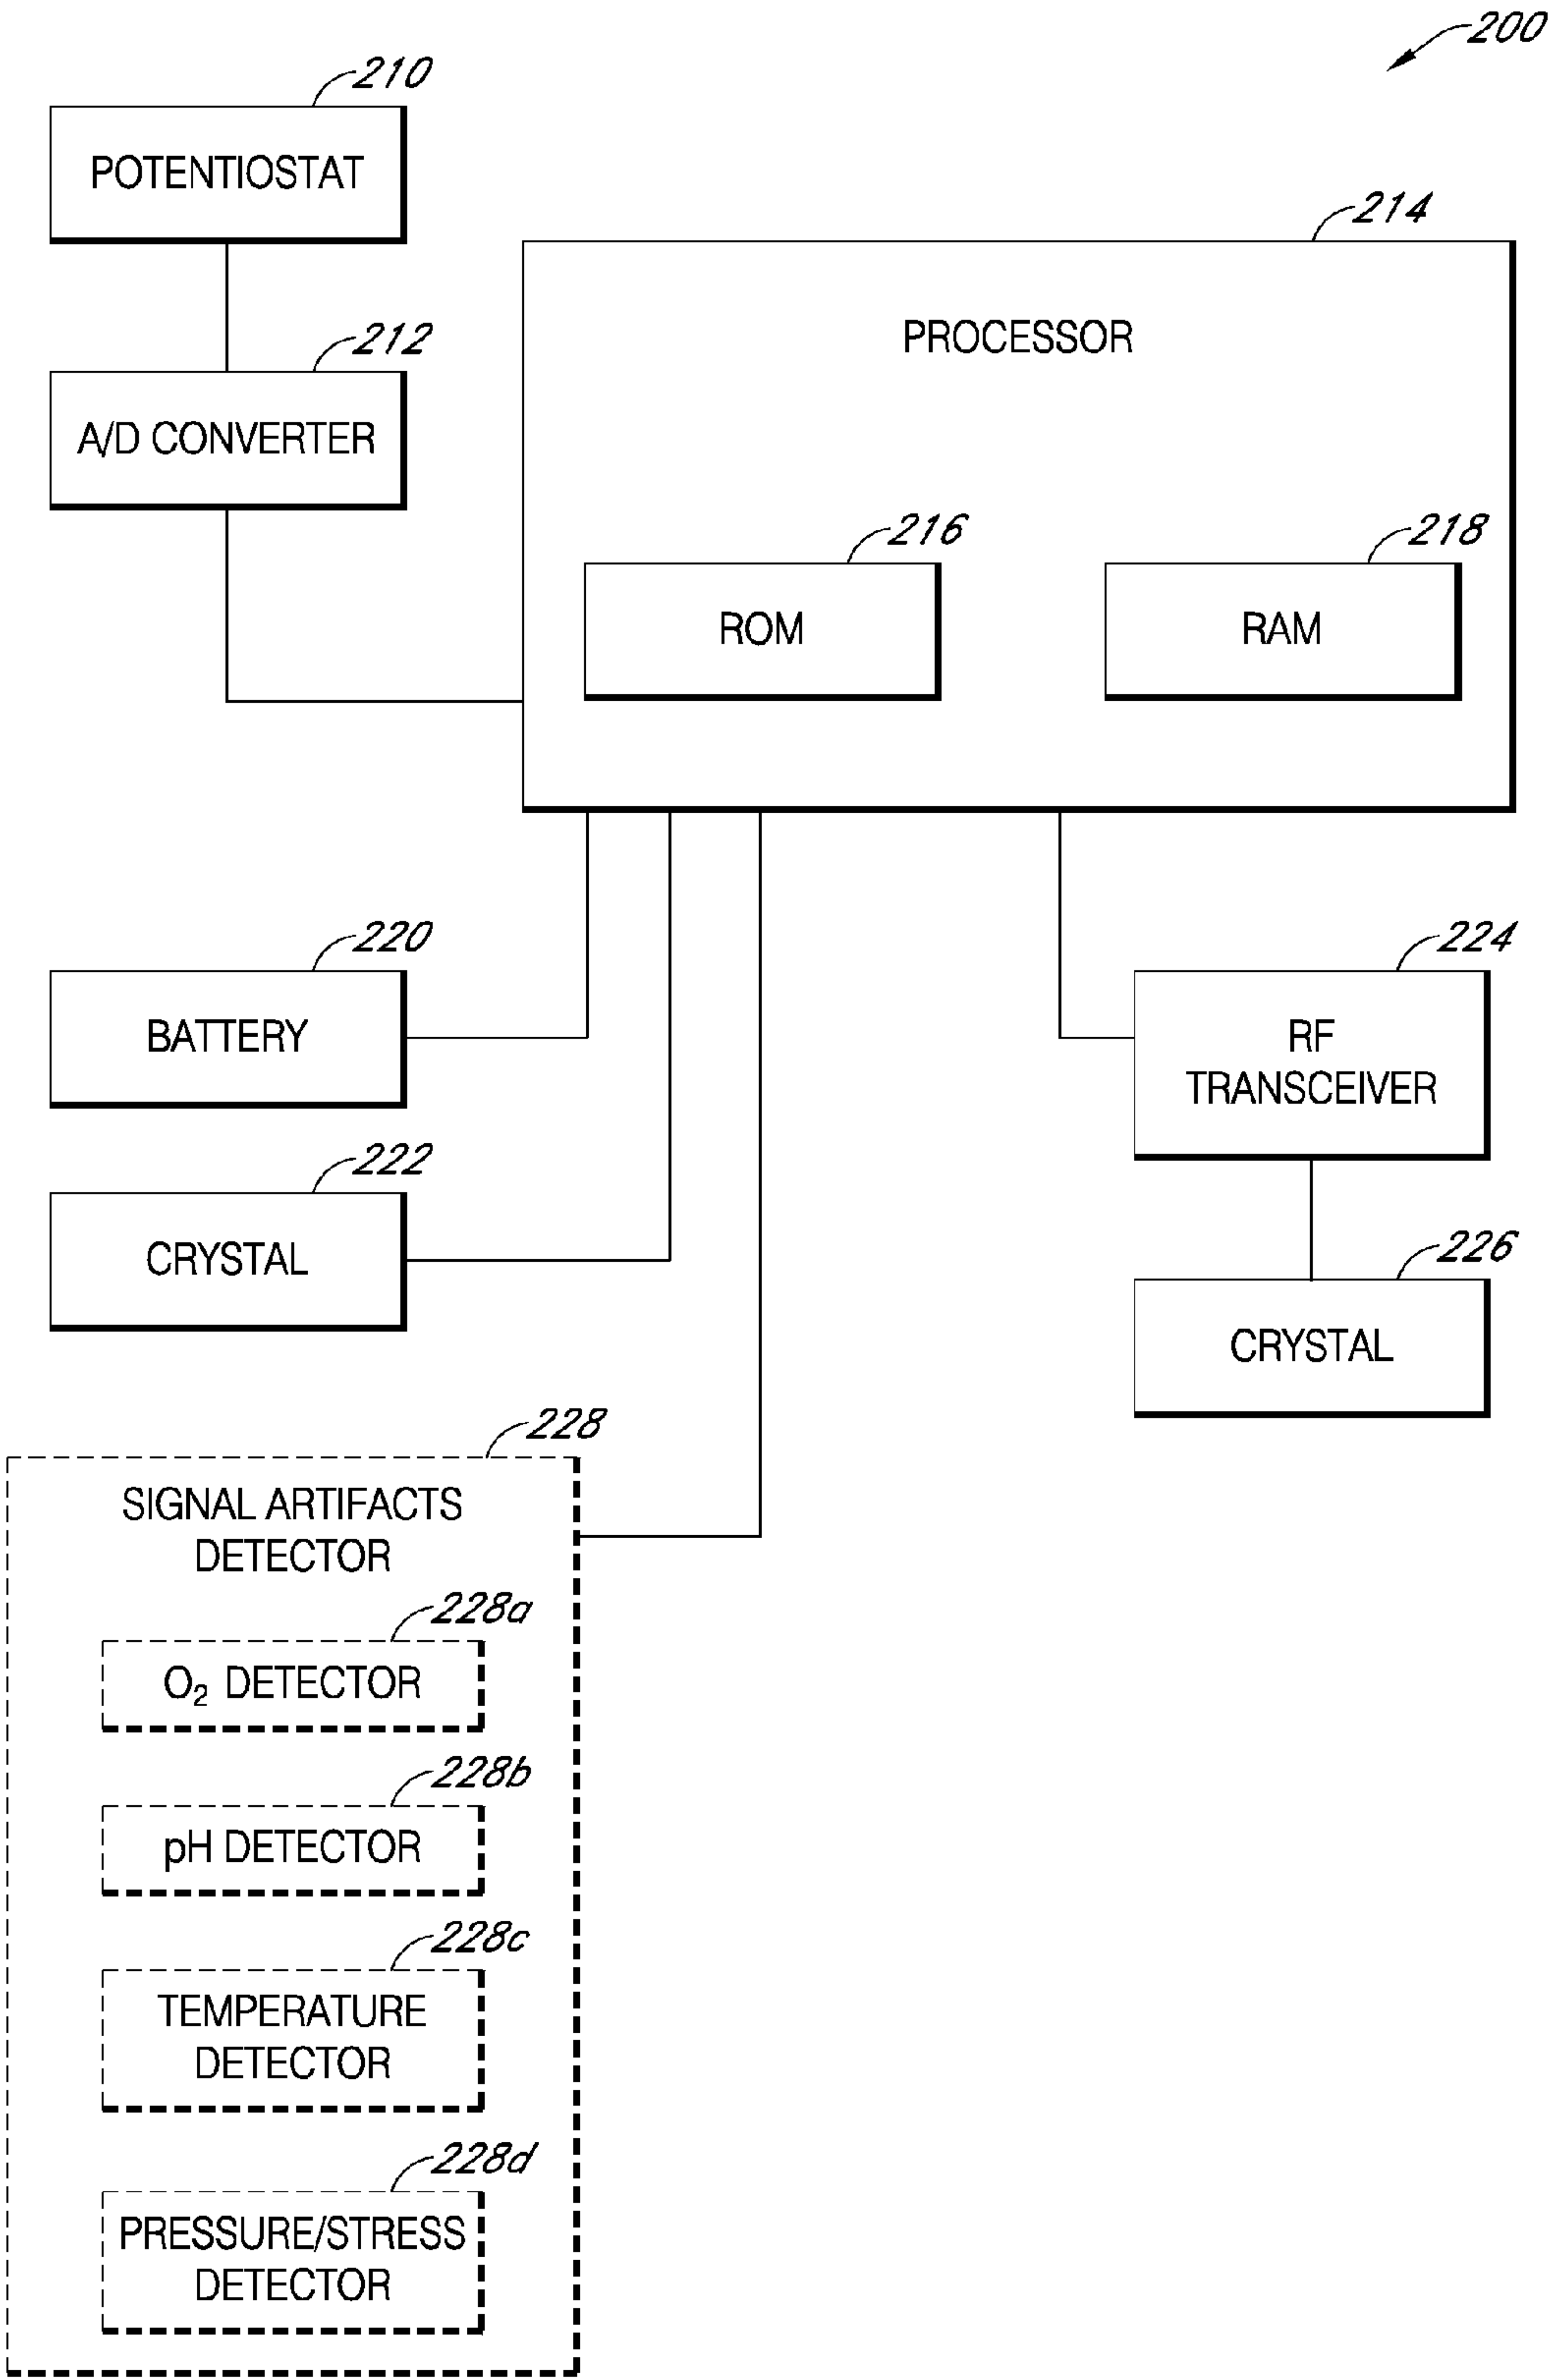 200
210
POTENTIOSTAT
214
PROCESSOR
212
A/D CONVERTER
216
ROM
218
RAM
220
BATTERY
224
RF
TRANSCEIVER
222
CRYSTAL
226
CRYSTAL
228
SIGNAL ARTIFACTS
DETECTOR
228a
O₂ DETECTOR
228b
pH DETECTOR
228c
TEMPERATURE
DETECTOR
228d
PRESSURE/STRESS
DETECTOR